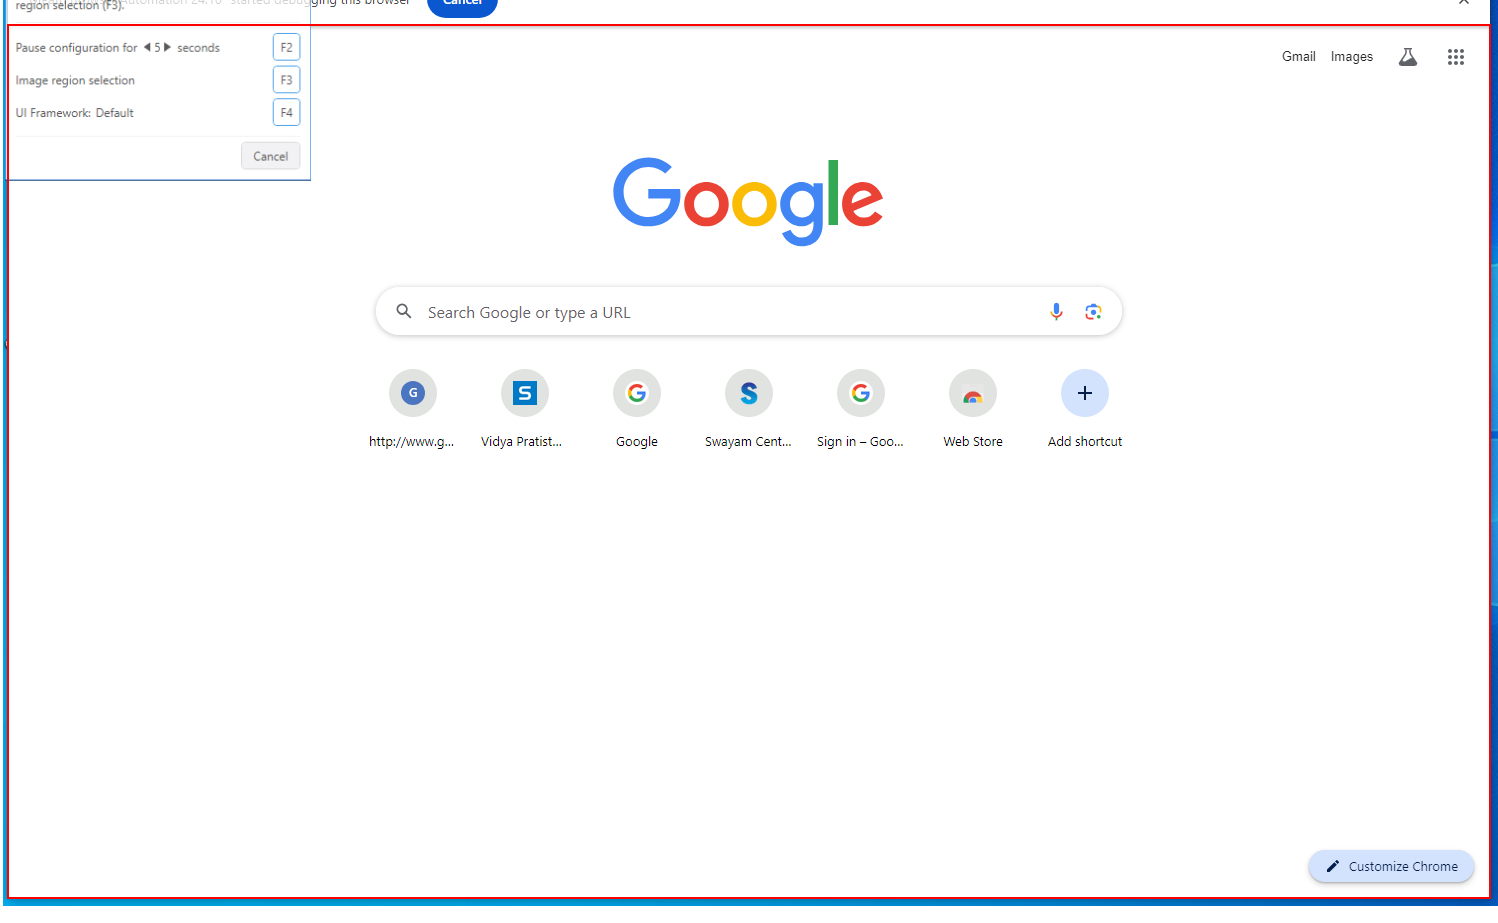 region selection (F3).
Automation 24.10" started debugging this browser
Cancel
Pause configuration for 5 seconds F2
Image region selection F3
UI Framework: Default F4
Cancel
Gmail Images
Google
Search Google or type a URL
G
S
S
http://www.g...
Vidya Pratist...
Google
Swayam Cent...
Sign in – Goo...
Web Store
Add shortcut
Customize Chrome